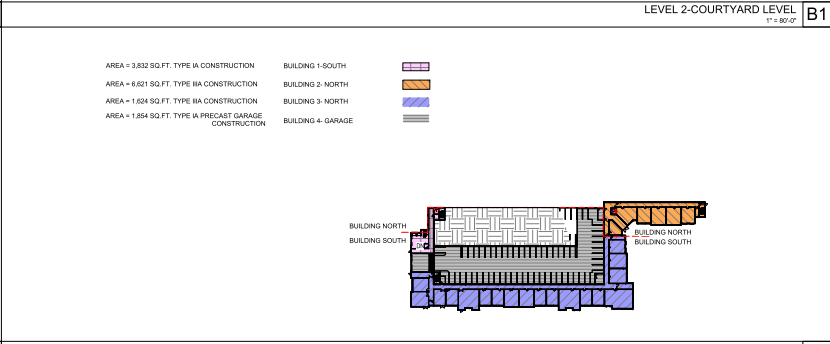 LEVEL 2-COURTYARD LEVEL
1" = 80'-0"
B1
AREA = 3,832 SQ.FT. TYPE IA CONSTRUCTION BUILDING 1-SOUTH
AREA = 6,621 SQ.FT. TYPE IIIA CONSTRUCTION BUILDING 2- NORTH
AREA = 1,624 SQ.FT. TYPE IIIA CONSTRUCTION BUILDING 3- NORTH
AREA = 1,854 SQ.FT. TYPE IA PRECAST GARAGE
CONSTRUCTION BUILDING 4- GARAGE
BUILDING NORTH
BUILDING SOUTH
BUILDING NORTH
BUILDING SOUTH